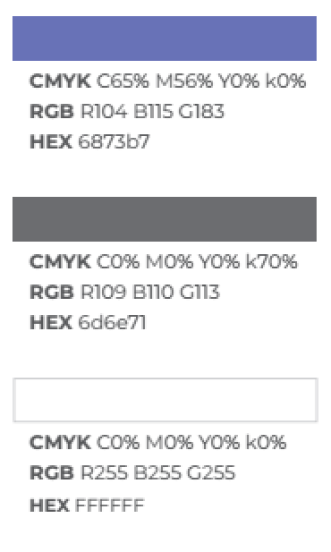 CMYK C65% M56% Y0% k0%
RGB R104 B115 G183
HEX 6873b7
CMYK C0% M0% Y0% k70%
RGB R109 B110 G113
HEX 6d6e71
CMYK C0% M0% Y0% k0%
RGB R255 B255 G255
HEX FFFFFF